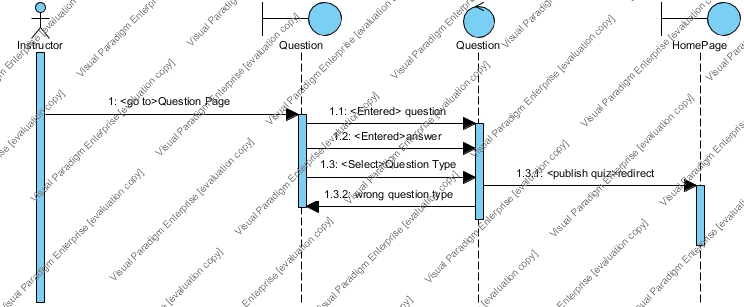 Instructor
Question
Question
HomePage
1: <go to>Question Page
1.1: <Entered> question
1.2: <Entered>answer
1.3: <Select>Question Type
1.3.1: <publish quiz>redirect
1.3.2: wrong question type
Visual Paradigm Enterprise [evaluation copy]